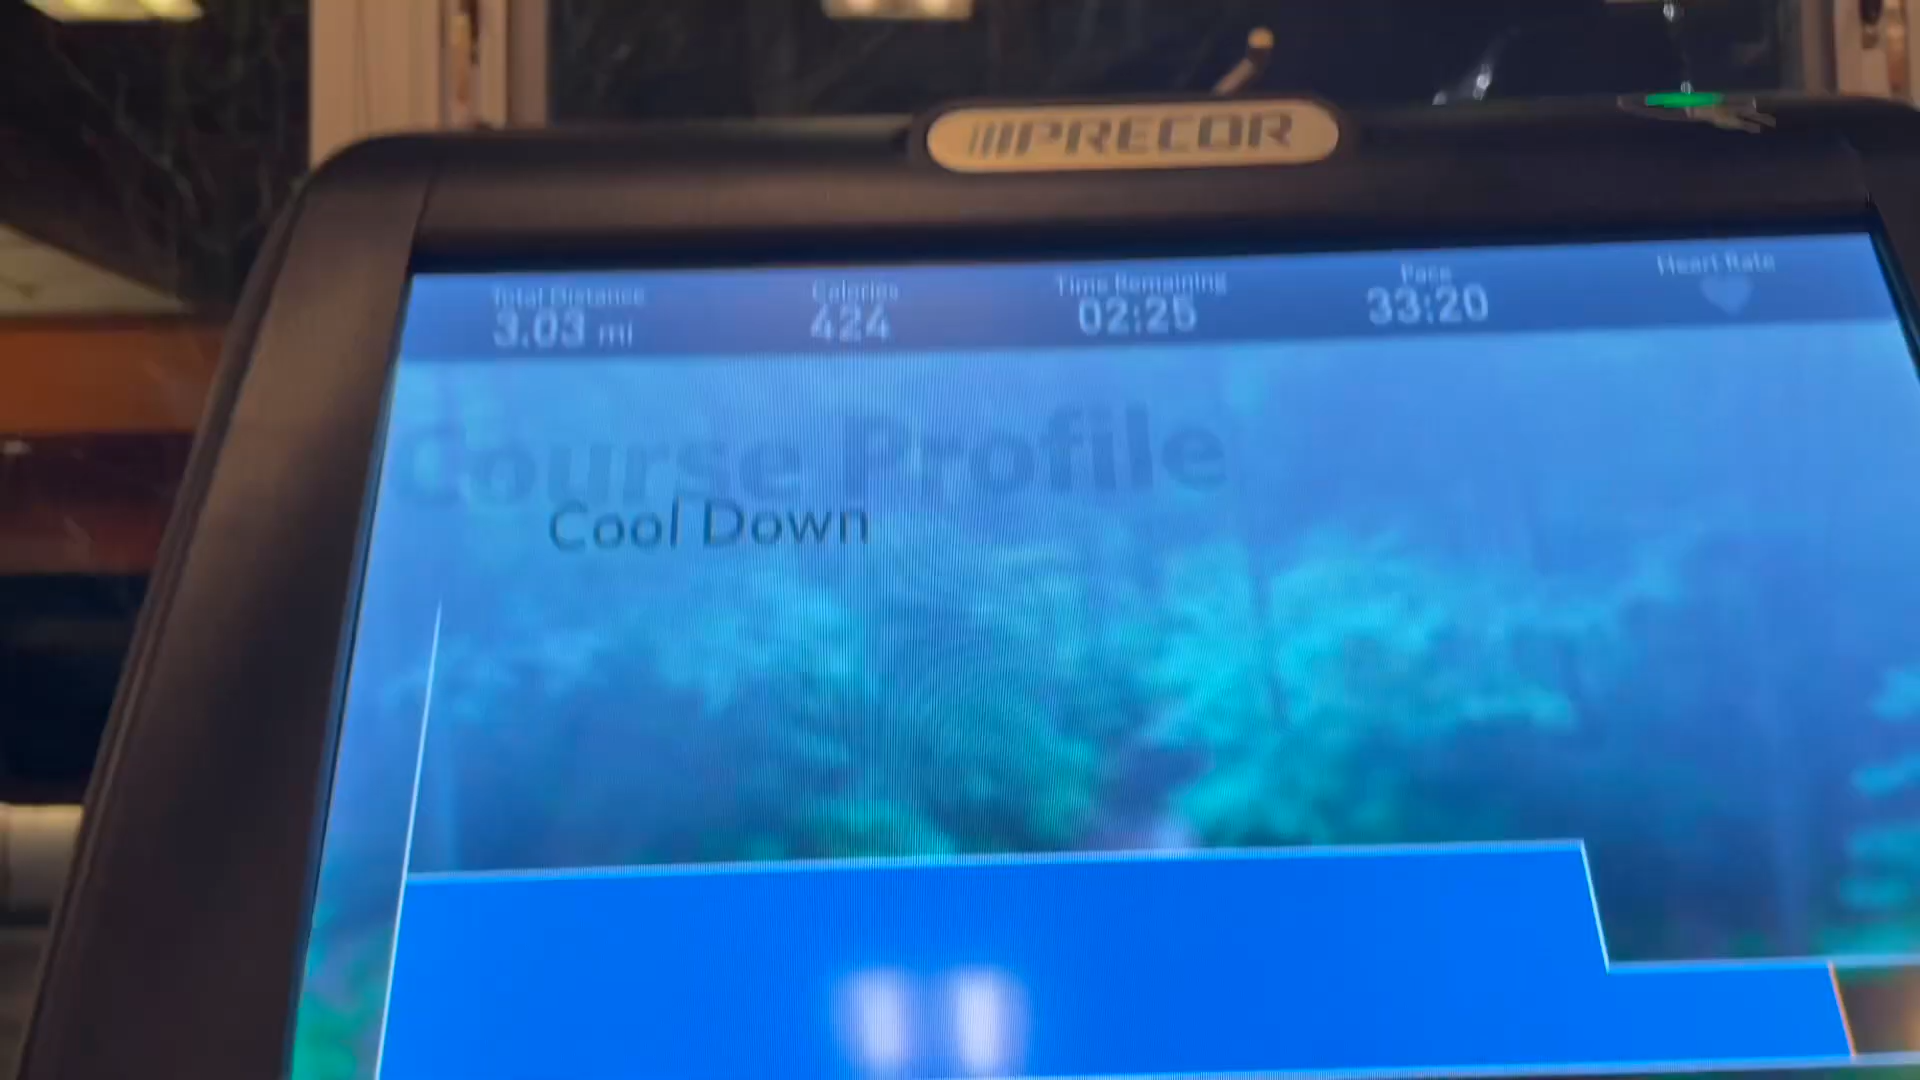 PRECOR
Total Distance
3.03 mi
Calories
424
Time Remaining
02:25
Pace
33:20
Heart Rate
Course Profile
Cool Down